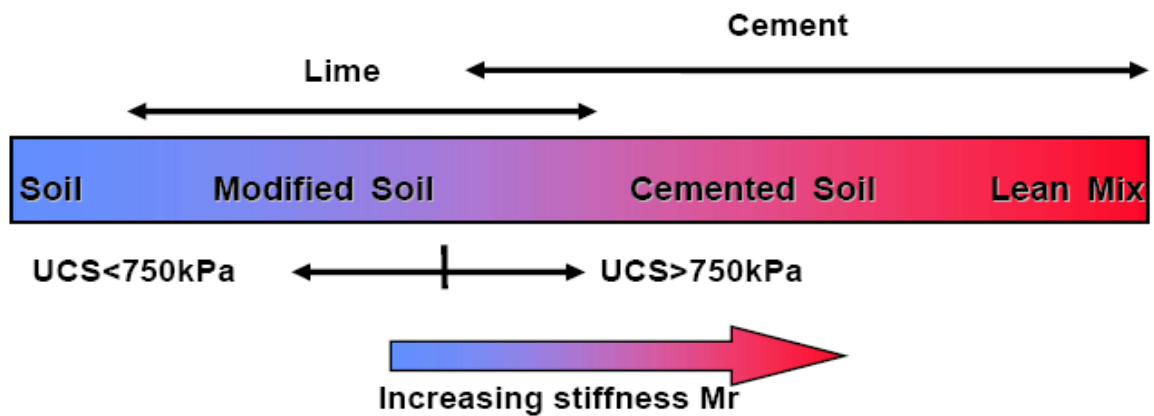 Cement
Lime
Soil Modified Soil Cemented Soil Lean Mix
UCS<750kPa UCS>750kPa
Increasing stiffness Mr